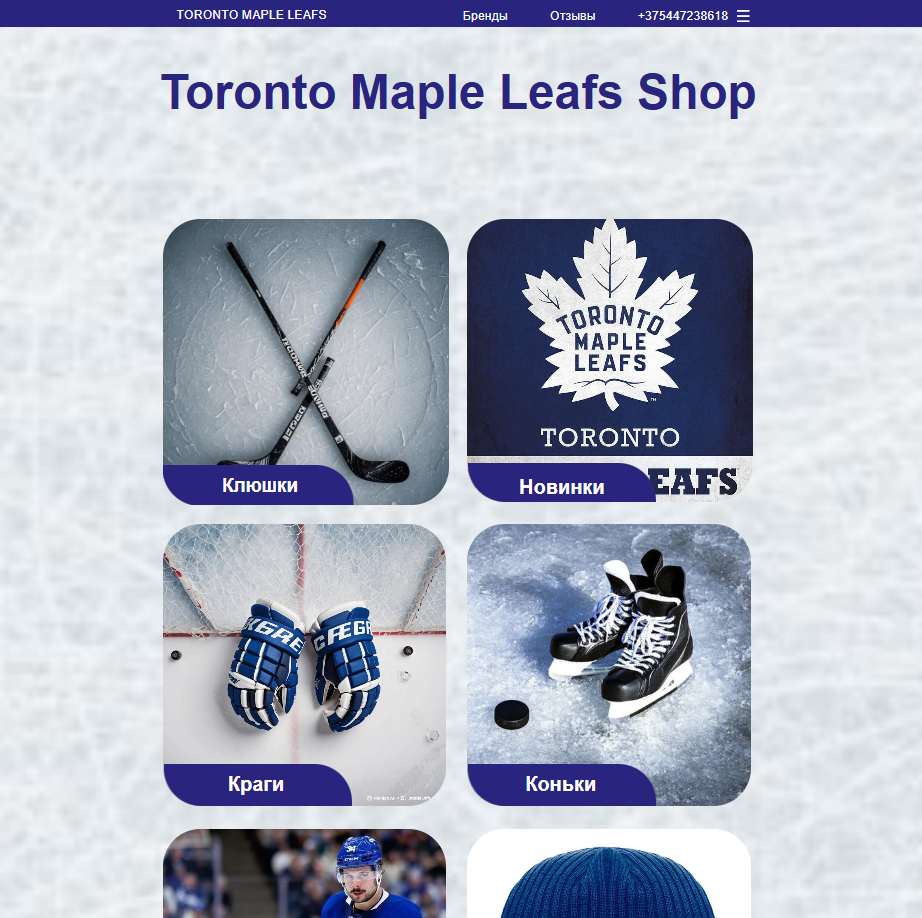 TORONTO MAPLE LEAFS
Бренды
Отзывы
+375447238618
Toronto Maple Leafs Shop
TORONTO
MAPLE
LEAFS
TORONTO
LEAFS
Клюшки
Новинки
Краги
Коньки
34